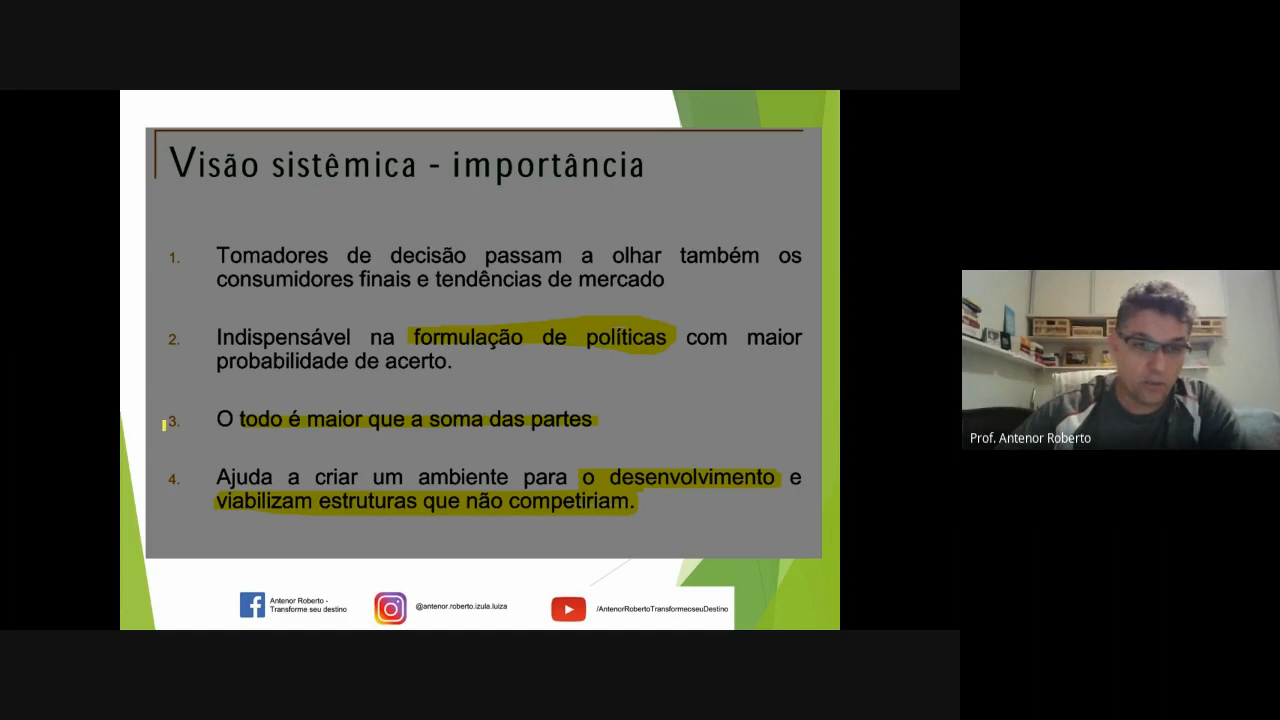 Visão sistêmica - importância
1. Tomadores de decisão passam a olhar também os
consumidores finais e tendências de mercado
2. Indispensável na formulação de políticas com maior
probabilidade de acerto.
3. O todo é maior que a soma das partes
4. Ajuda a criar um ambiente para o desenvolvimento e
viabilizam estruturas que não competiriam.
Antenor Roberto -
Transforme seu destino
@antenor.roberto.izula.luiza
/AntenorRobertoTransformeoseuDestino
Prof. Antenor Roberto